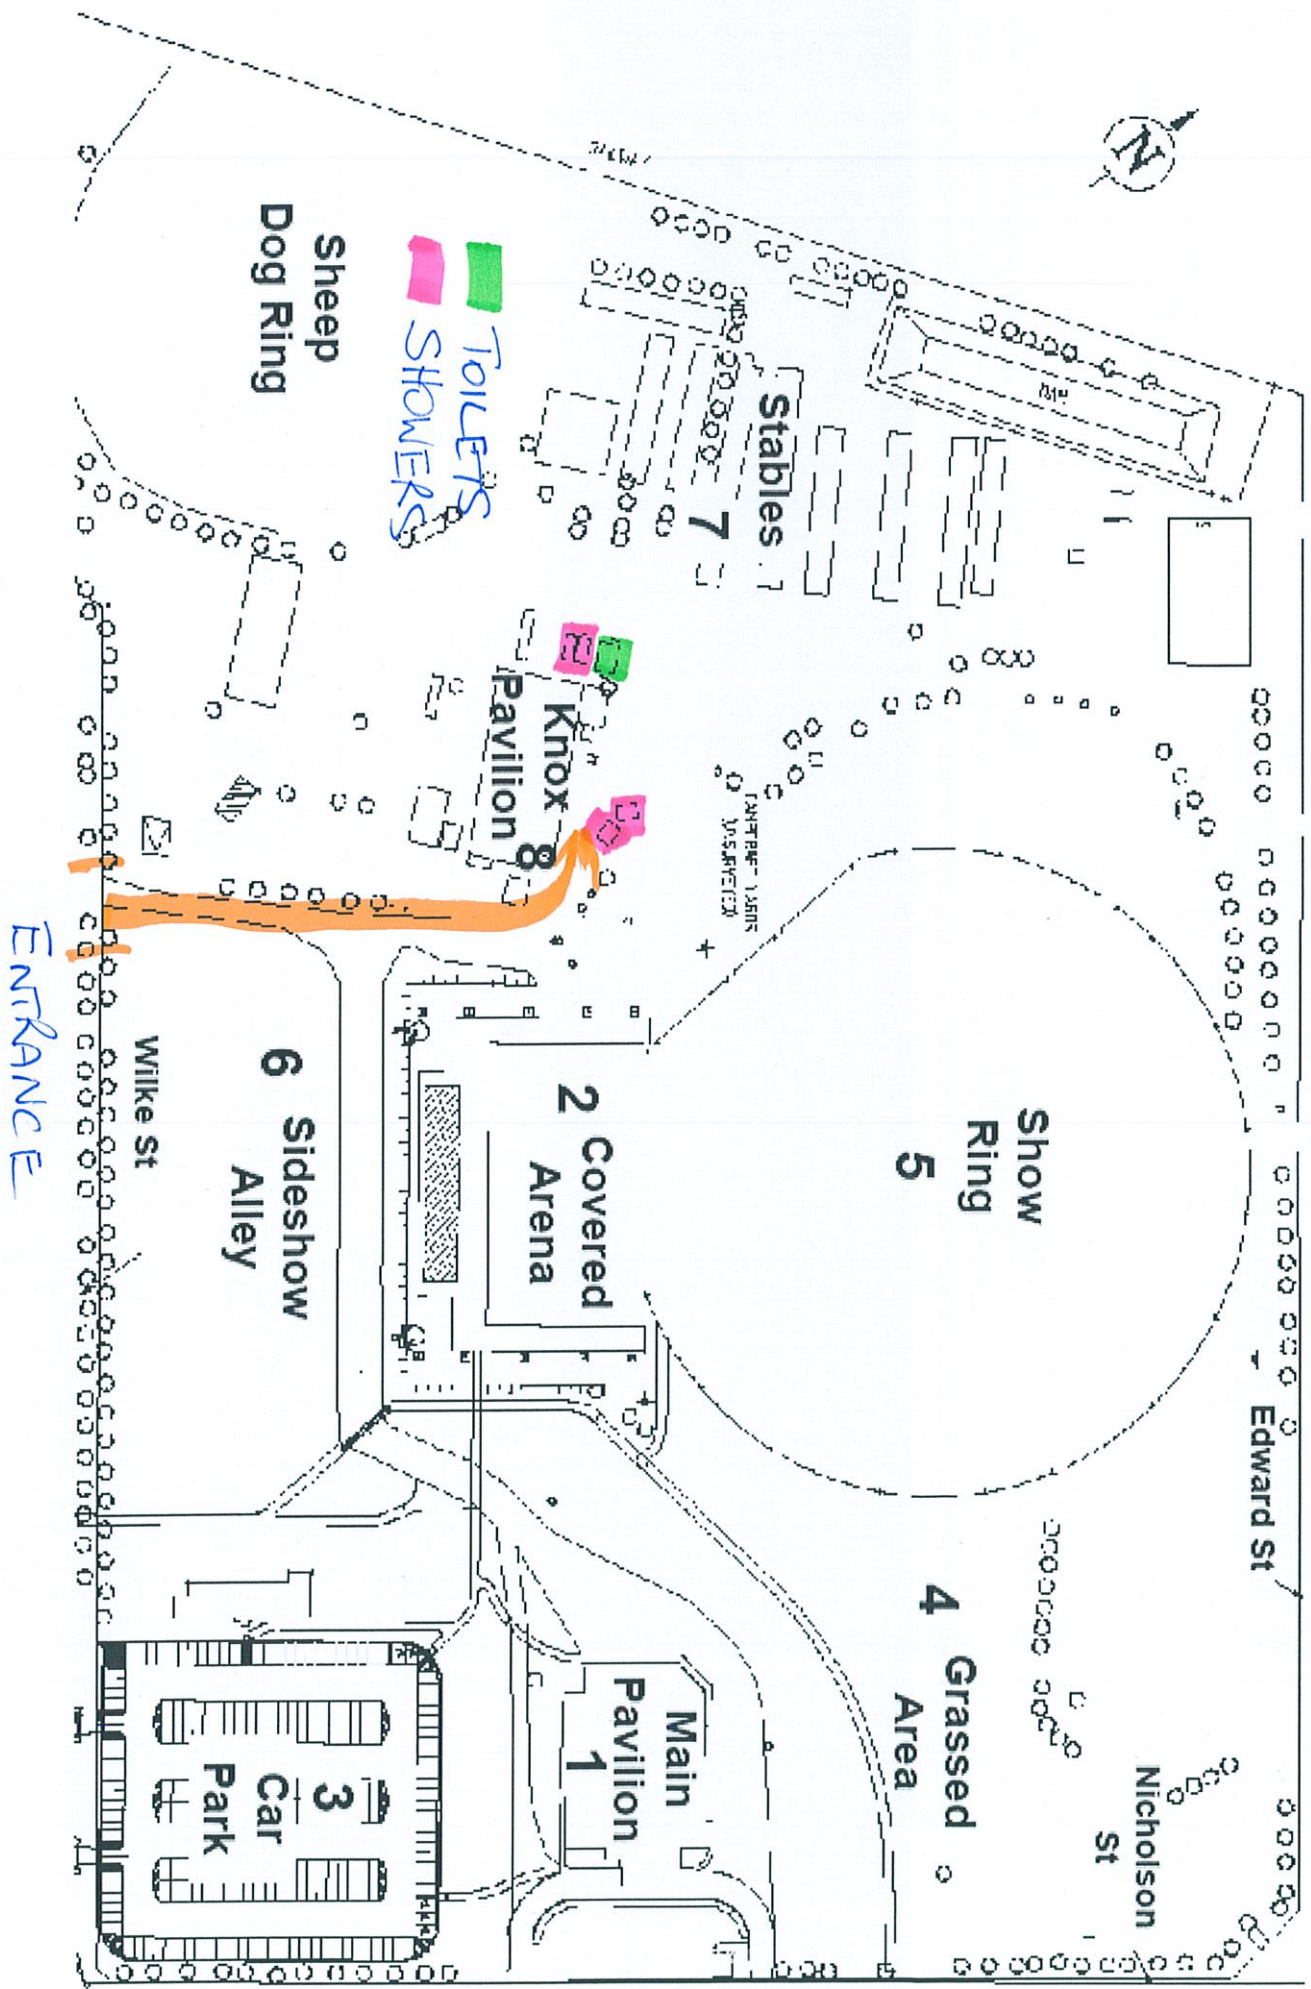 N
Sheep
Dog Ring
TOILETS
SHOWERS
Stables
7
Knox
Pavilion
8
ENTRANCE
Wilke St
6 Sideshow
Alley
2 Covered
Arena
Show
Ring
5
Edward St
4 Grassed
Area
Nicholson
St
Main
Pavilion
1
3
Car
Park